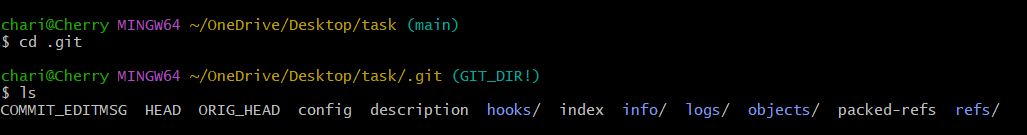 chari@Cherry MINGW64 ~/OneDrive/Desktop/task (main)
$ cd .git
chari@Cherry MINGW64 ~/OneDrive/Desktop/task/.git (GIT_DIR!)
$ ls
COMMIT_EDITMSG  HEAD  ORIG_HEAD  config  description  hooks/  index  info/  logs/  objects/  packed-refs  refs/